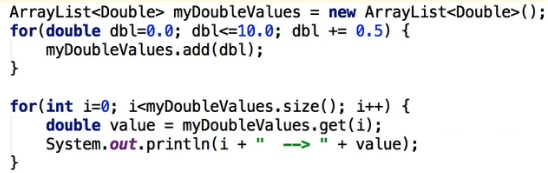 ArrayList<Double> myDoubleValues = new ArrayList<Double>();
for(double dbl=0.0; dbl<=10.0; dbl += 0.5) {
    myDoubleValues.add(dbl);
}

for(int i=0; i<myDoubleValues.size(); i++) {
    double value = myDoubleValues.get(i);
    System.out.println(i + "  --> " + value);
}